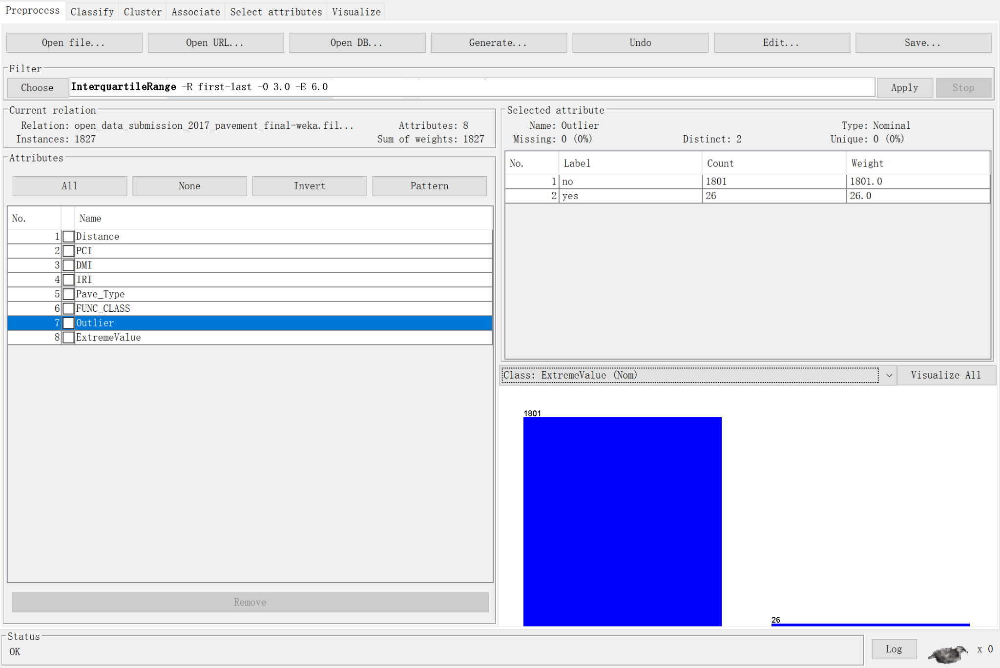 Preprocess Classify Cluster Associate Select attributes Visualize
Open file... Open URL... Open DB... Generate... Undo Edit... Save...
Filter
Choose InterquartileRange -R first-last -O 3.0 -E 6.0 Apply Stop
Current relation
Relation: open_data_submission_2017_pavement_final-weka.fil... Attributes: 8
Instances: 1827 Sum of weights: 1827
Attributes
All None Invert Pattern
No. Name
1 Distance
2 PCI
3 DMI
4 IRI
5 Pave_Type
6 FUNC_CLASS
7 Outlier
8 ExtremeValue
Remove
Selected attribute
Name: Outlier Type: Nominal
Missing: 0 (0%) Distinct: 2 Unique: 0 (0%)
No. Label Count Weight
1 no 1801 1801.0
2 yes 26 26.0
Class: ExtremeValue (Nom) Visualize All
1801
26
Status
OK
Log x 0